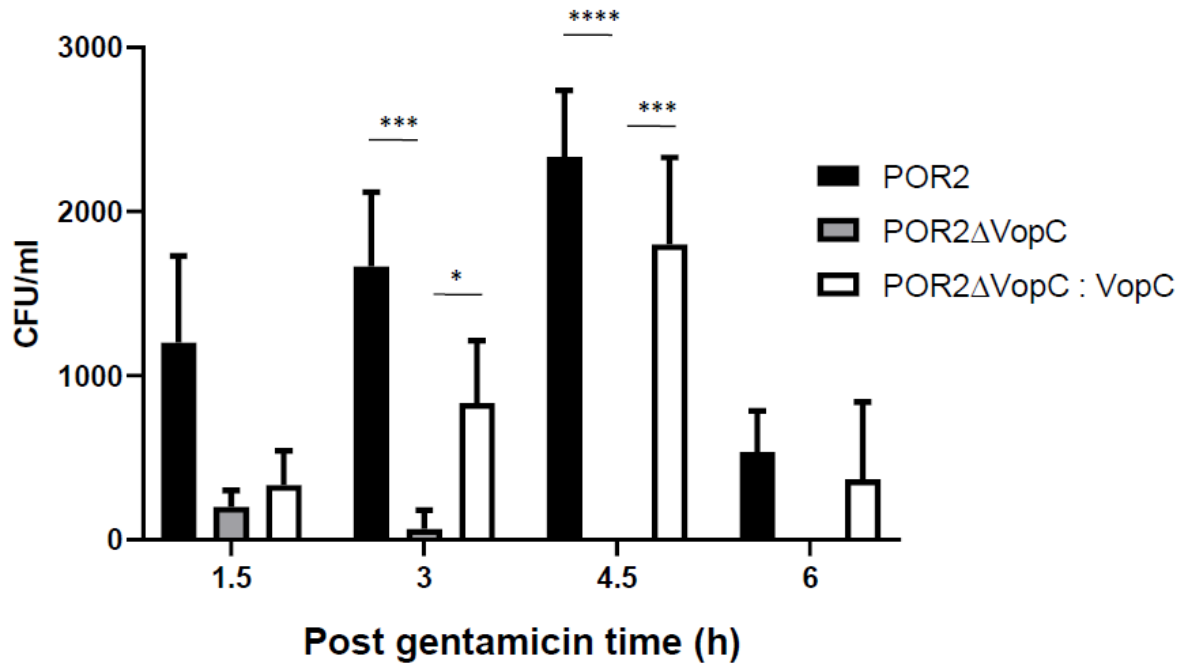 ****
3000
***
***
POR2
POR2ΔVopC
POR2ΔVopC : VopC
2000
*
CFU/ml
1000
0
1.5 3 4.5 6
Post gentamicin time (h)